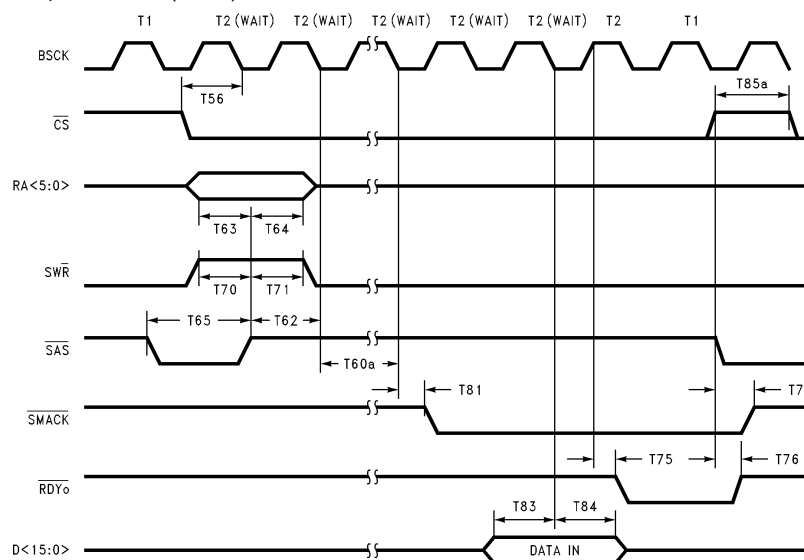 T1 T2 (WAIT) T2 (WAIT) T2 (WAIT) T2 (WAIT) T2 (WAIT) T2 T1
BSCK
T56
T85a
CS
RA<5:0>
T63 T64
SWR
T70 T71
T65 T62
SAS
T60a
T81
SMACK
T75 T76
RDYo
T83 T84
D<15:0> DATA IN